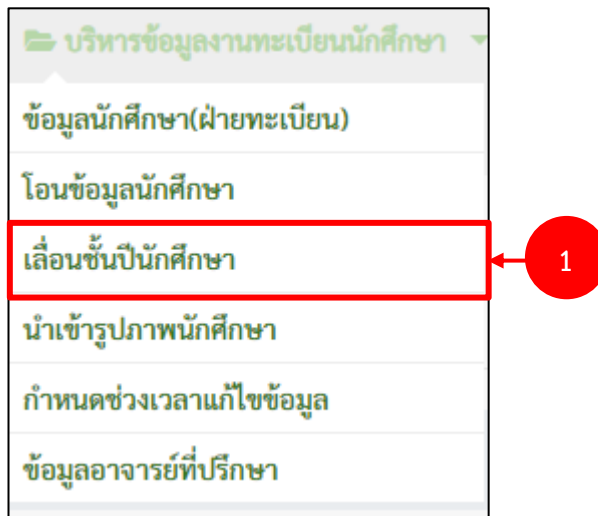 บริหารข้อมูลงานทะเบียนนักศึกษา
ข้อมูลนักศึกษา(ฝ่ายทะเบียน)
โอนข้อมูลนักศึกษา
เลื่อนชั้นปีนักศึกษา
1
นำเข้ารูปภาพนักศึกษา
กำหนดช่วงเวลาแก้ไขข้อมูล
ข้อมูลอาจารย์ที่ปรึกษา